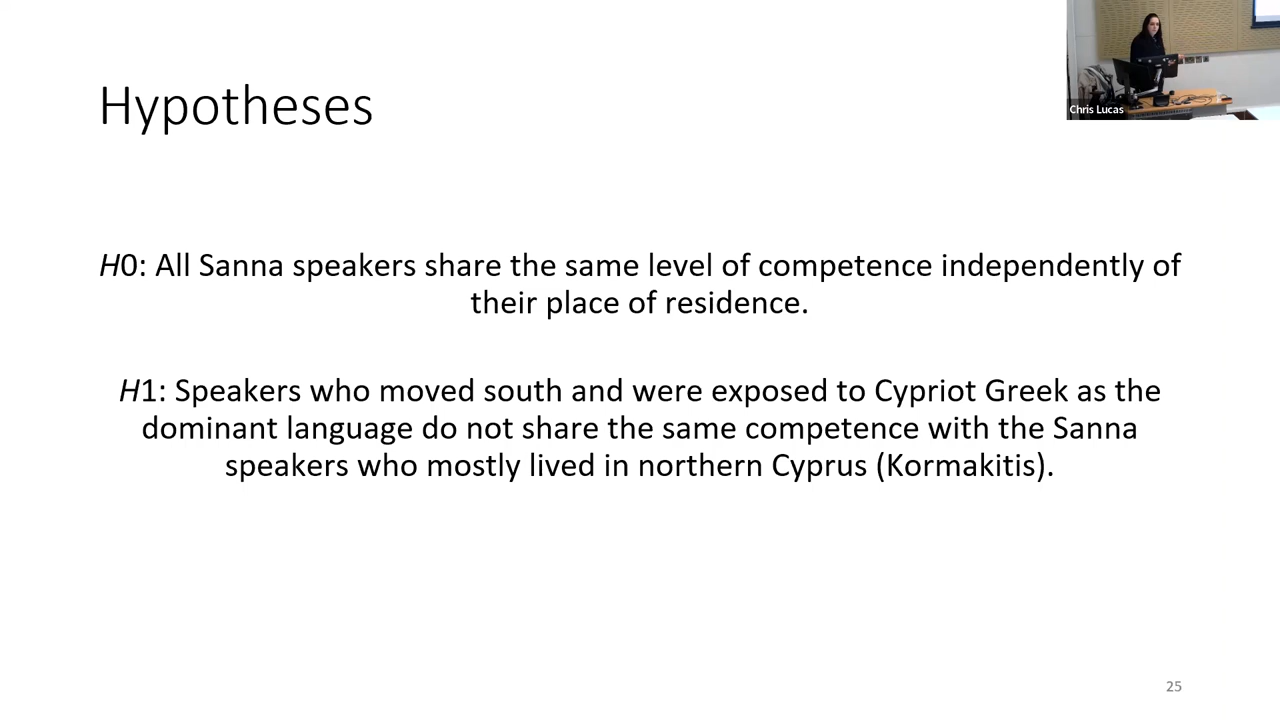 Chris Lucas
Hypotheses
H0: All Sanna speakers share the same level of competence independently of
their place of residence.
H1: Speakers who moved south and were exposed to Cypriot Greek as the
dominant language do not share the same competence with the Sanna
speakers who mostly lived in northern Cyprus (Kormakitis).
25